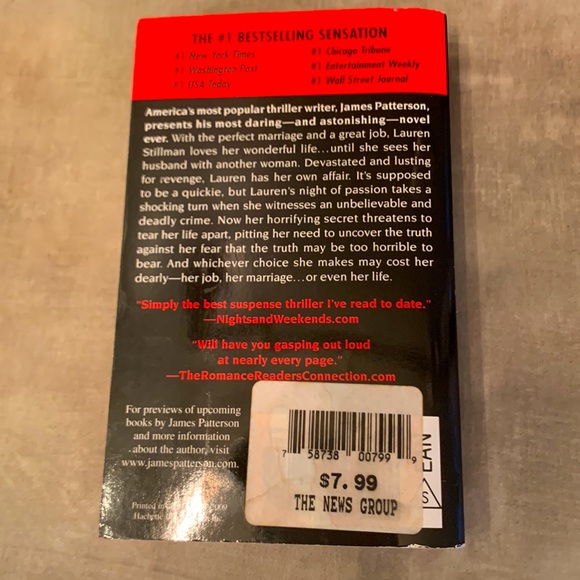 THE #1 BESTSELLING SENSATION
#1 New York Times
#1 Chicago Tribune
#1 Washington Post
#1 Entertainment Weekly
#1 USA Today
#1 Wall Street Journal
America's most popular thriller writer, James Patterson,
presents his most daring—and astonishing—novel
ever. With the perfect marriage and a great job, Lauren
Stillman loves her wonderful life...until she sees her
husband with another woman. Devastated and lusting
for revenge, Lauren has her own affair. It's supposed
to be a quickie, but Lauren's night of passion takes a
shocking turn when she witnesses an unbelievable and
deadly crime. Now her horrifying secret threatens to
tear her life apart, pitting her need to uncover the truth
against her fear that the truth may be too horrible to
bear. And whichever choice she makes may cost her
dearly—her job, her marriage...or even her life.
"Simply the best suspense thriller I've read to date."
—NightsandWeekends.com
"Will have you gasping out loud
at nearly every page."
—TheRomanceReadersConnection.com
For previews of upcoming
books by James Patterson
and more information
about the author, visit
www.jamespatterson.com.
Printed in
Hachette Inc.
7 58738 00799 9
$7.99
THE NEWS GROUP
EAN
S